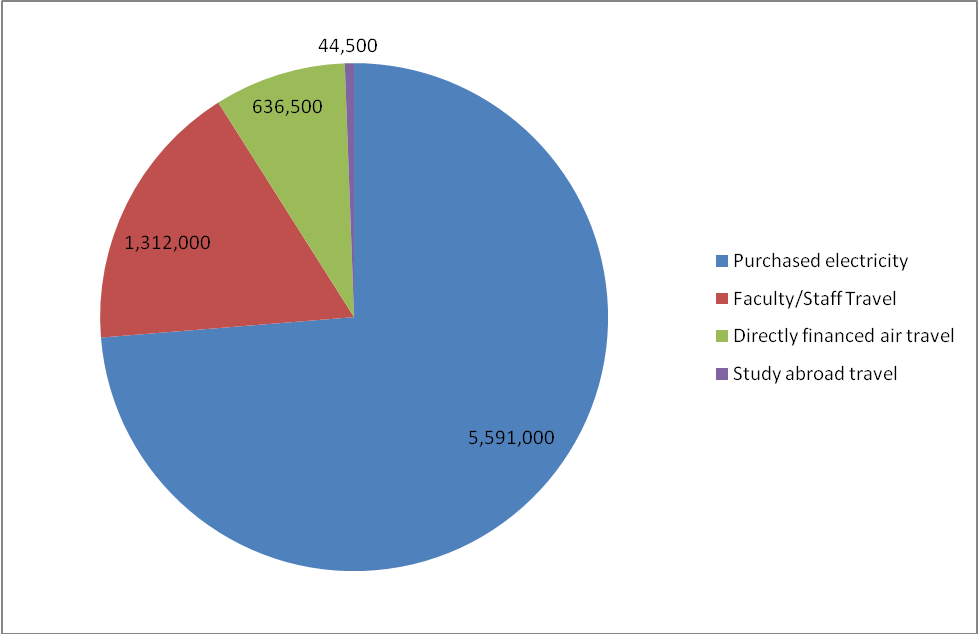 44,500
636,500
1,312,000
5,591,000
Purchased electricity
Faculty/Staff Travel
Directly financed air travel
Study abroad travel